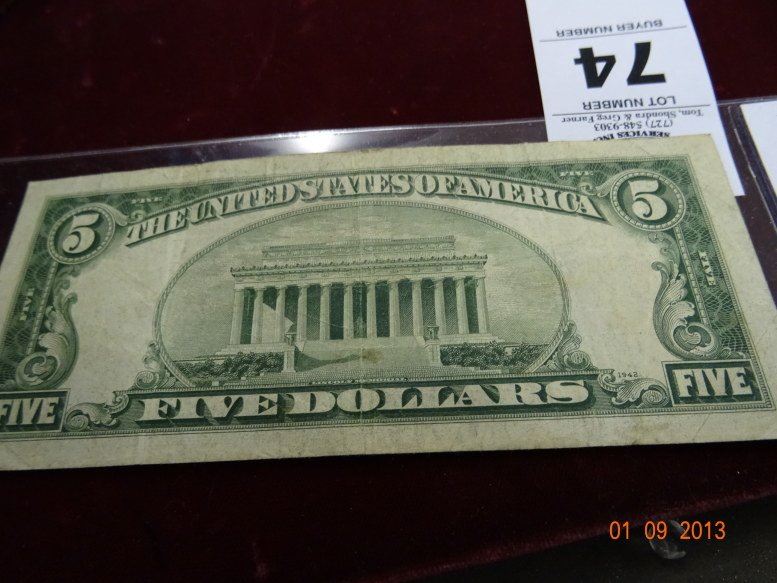 BUYER NUMBER
74
LOT NUMBER
Tom, Shondra & Greg Farner
(727) 548-9303
SERVICES INC
FIVE
FIVE
5
THE UNITED STATES OF AMERICA
5
FIVE
FIVE
1942
FIVE
FIVE DOLLARS
FIVE
01 09 2013